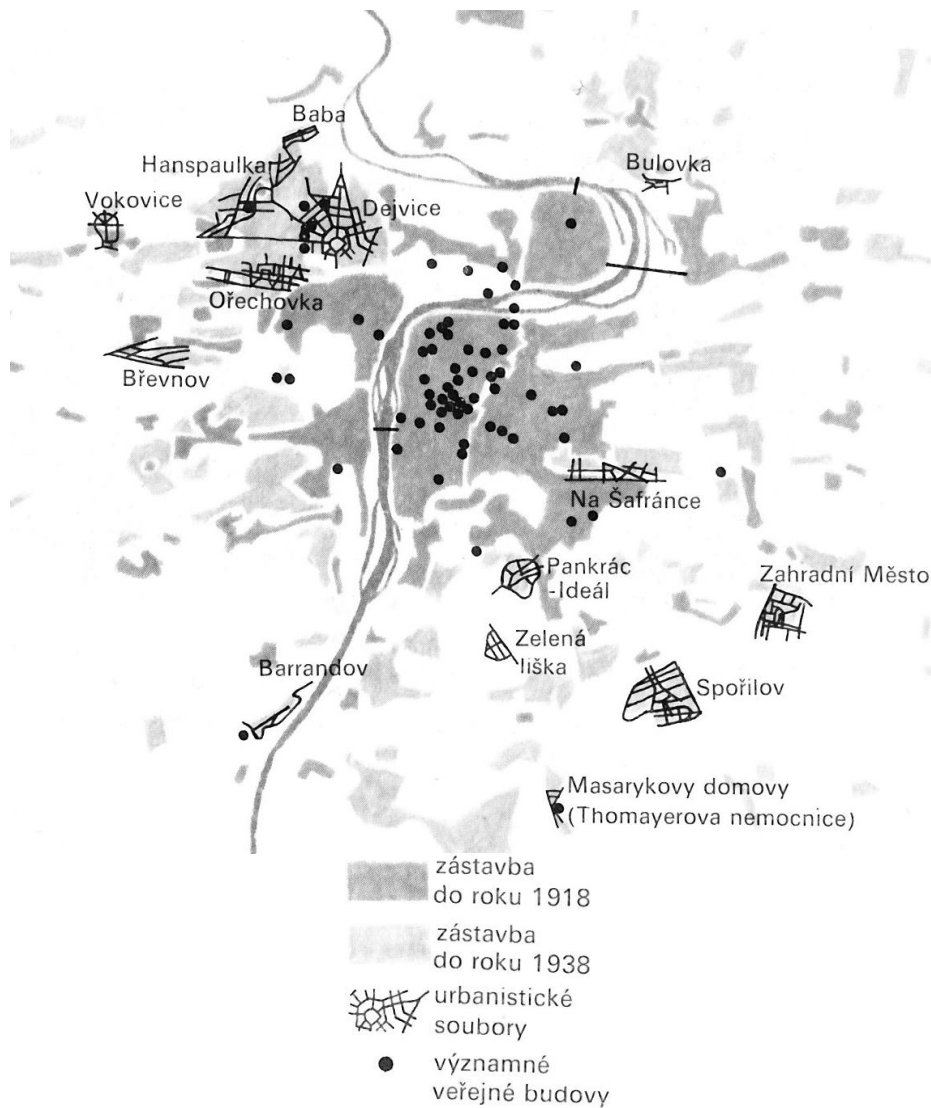 Baba
Hanspaulka
Bulovka
Vokovice
Dejvice
Ořechovka
Břevnov
Na Šafránce
Pankrác
-Ideál
Zahradní Město
Zelená
liška
Barrandov
Spořilov
Masarykovy domovy
(Thomayerova nemocnice)
zástavba
do roku 1918
zástavba
do roku 1938
urbanistické
soubory
významné
veřejné budovy